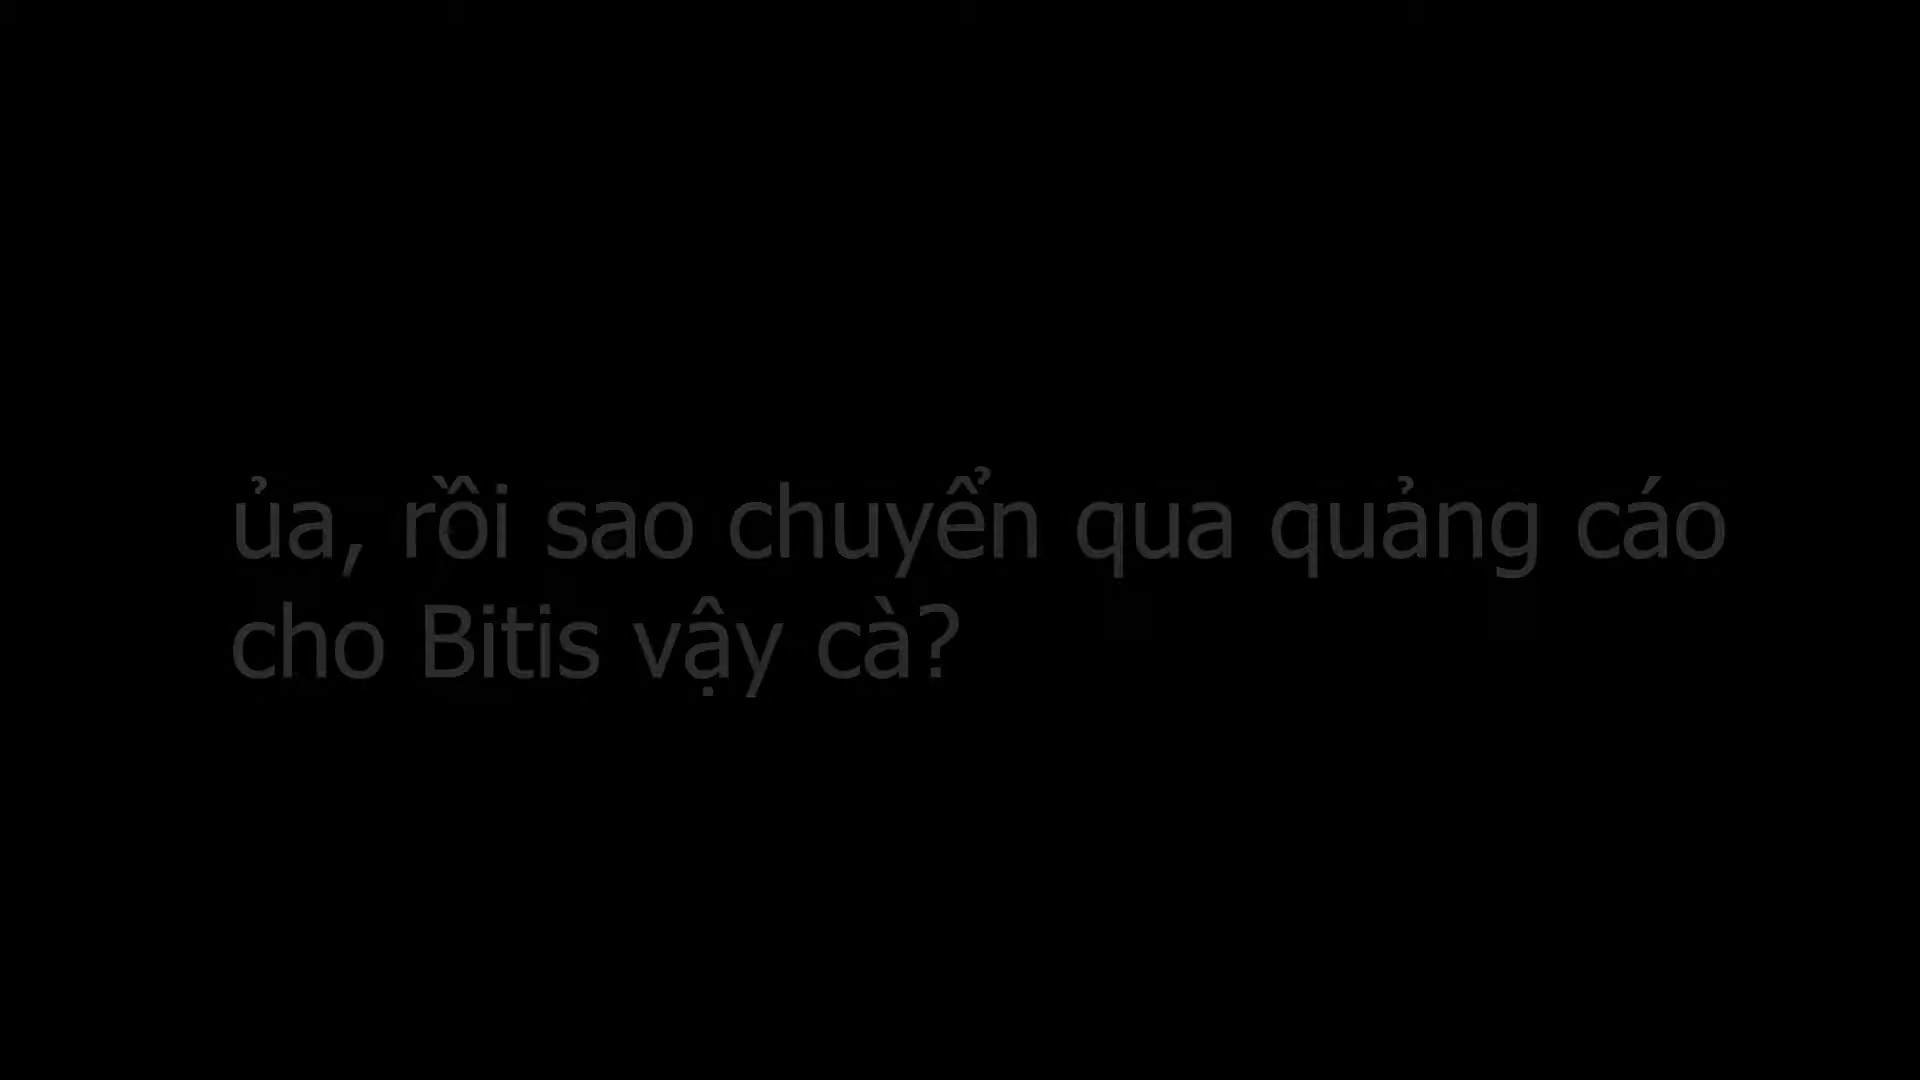 ủa, rồi sao chuyển qua quảng cáo
cho Bitis vậy cà?